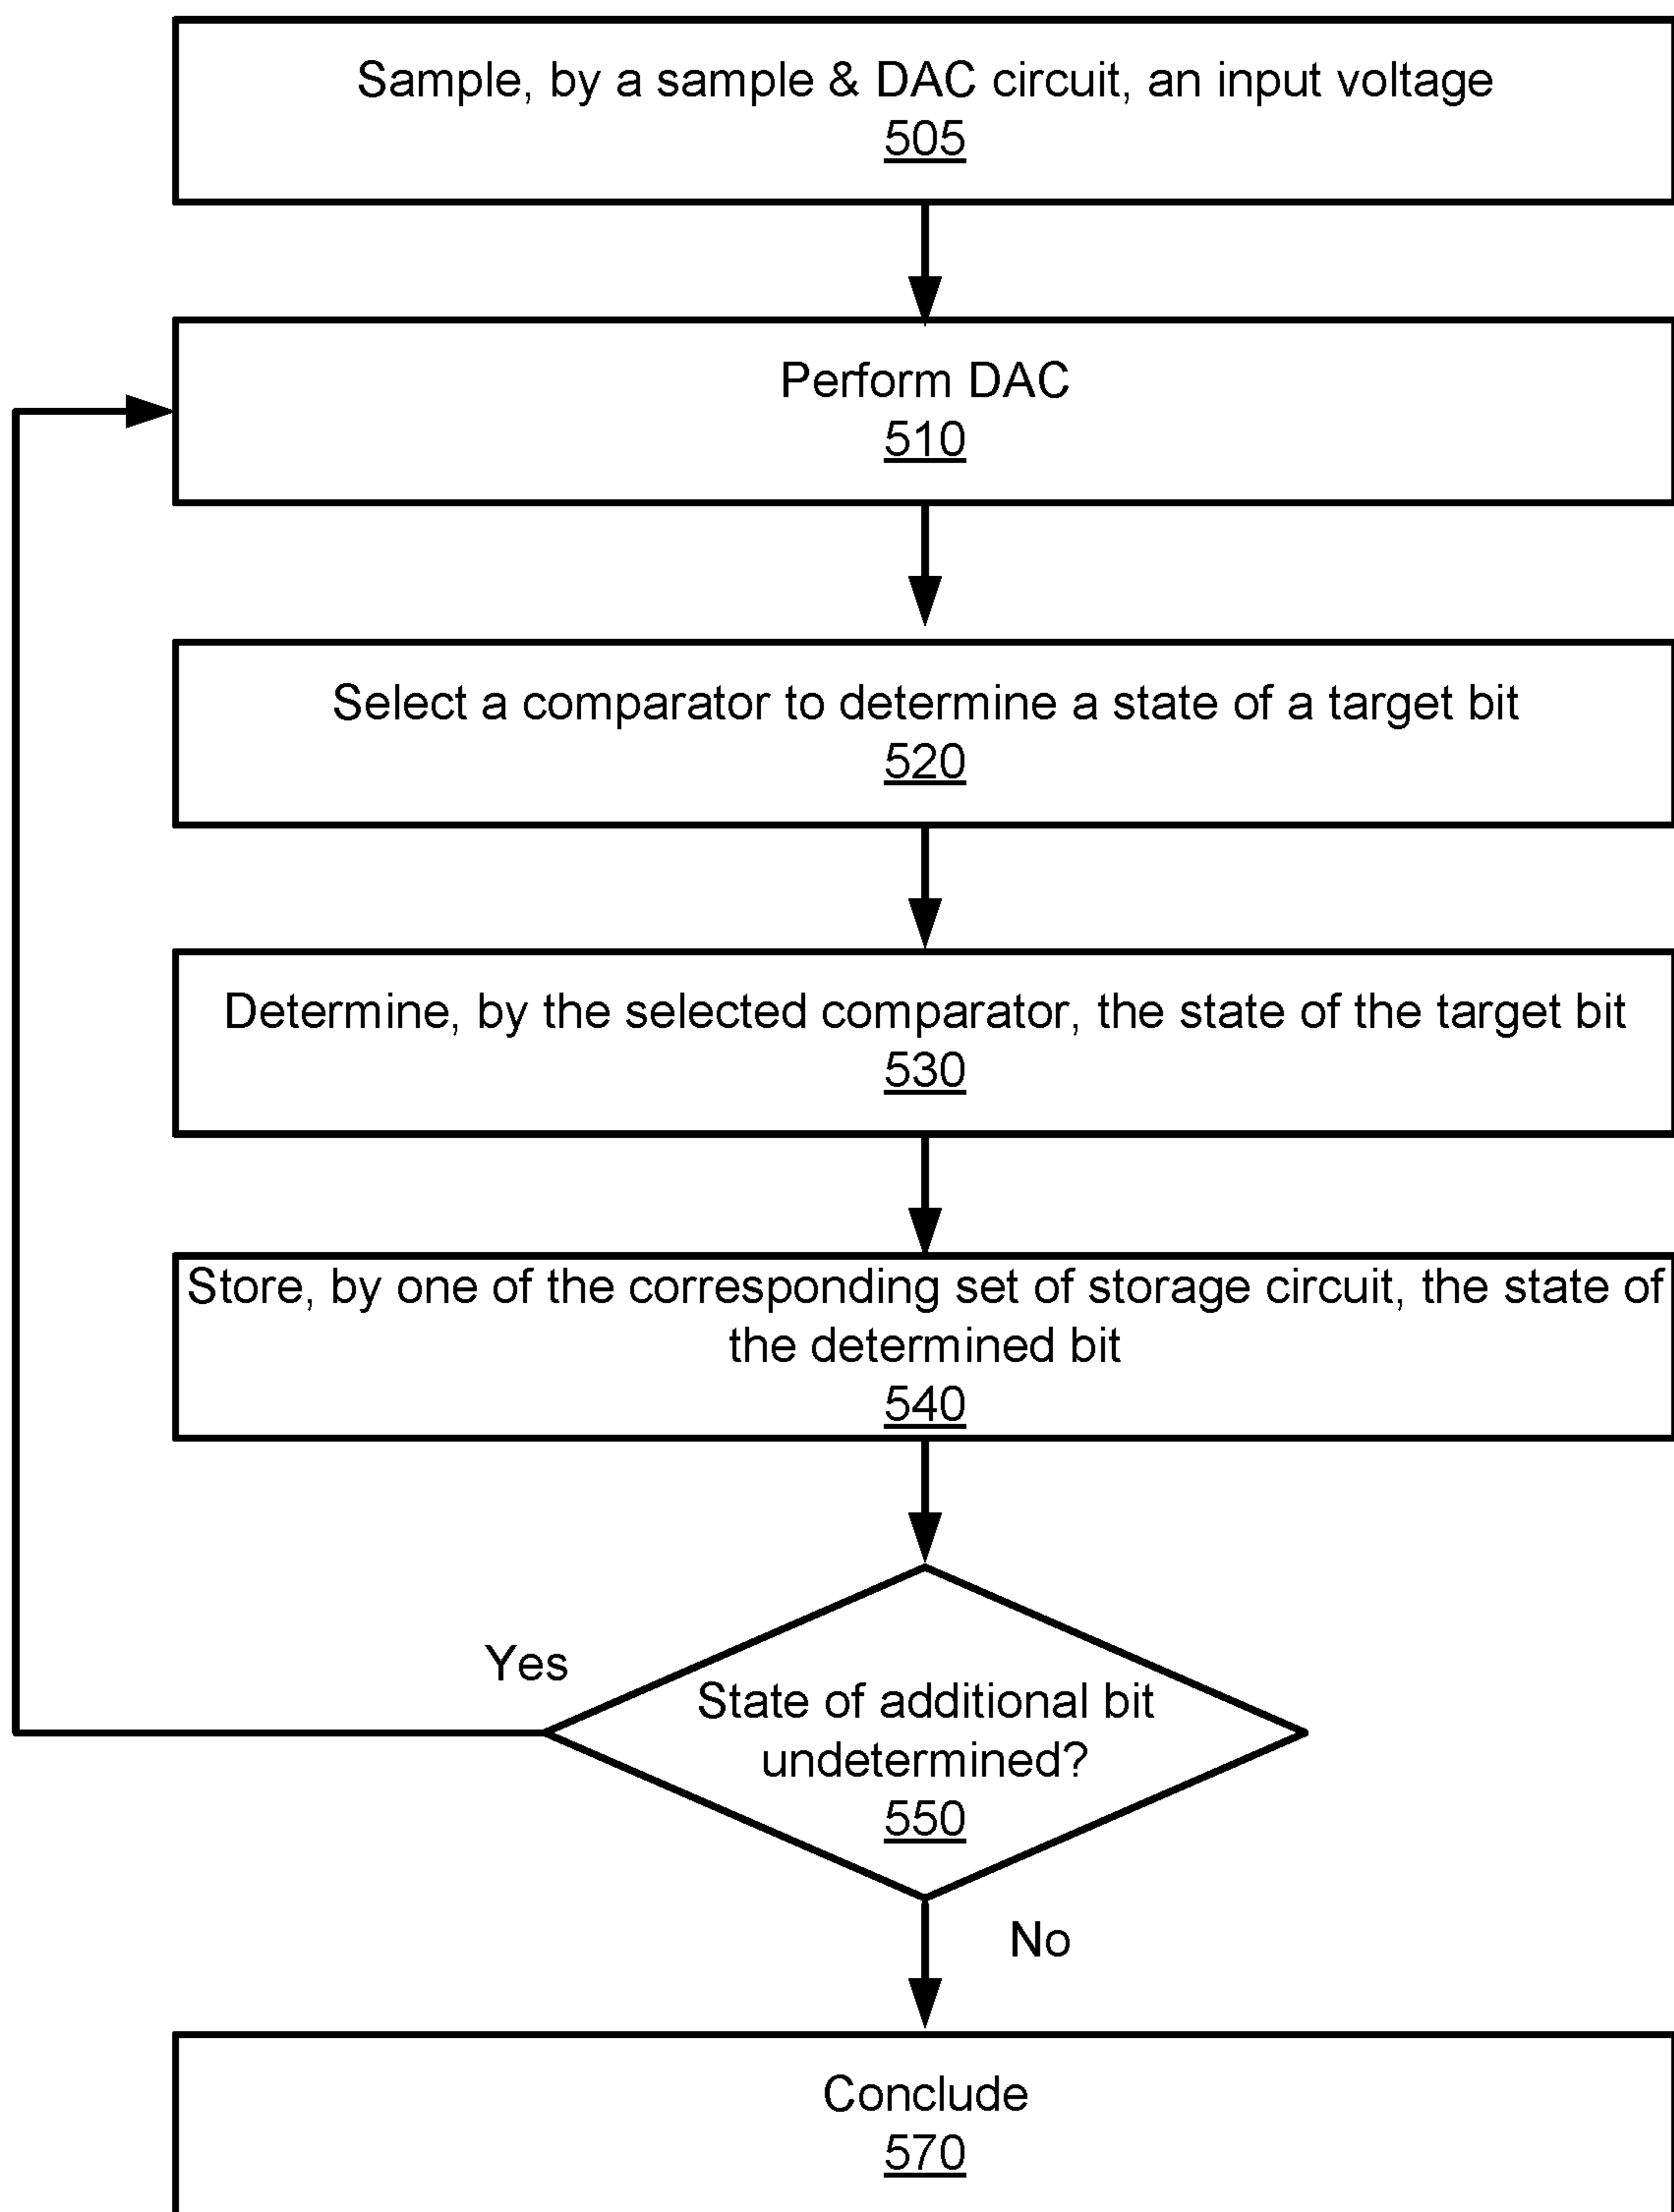 Sample, by a sample & DAC circuit, an input voltage
505
Perform DAC
510
Select a comparator to determine a state of a target bit
520
Determine, by the selected comparator, the state of the target bit
530
Store, by one of the corresponding set of storage circuit, the state of
the determined bit
540
Yes
State of additional bit
undetermined?
550
No
Conclude
570